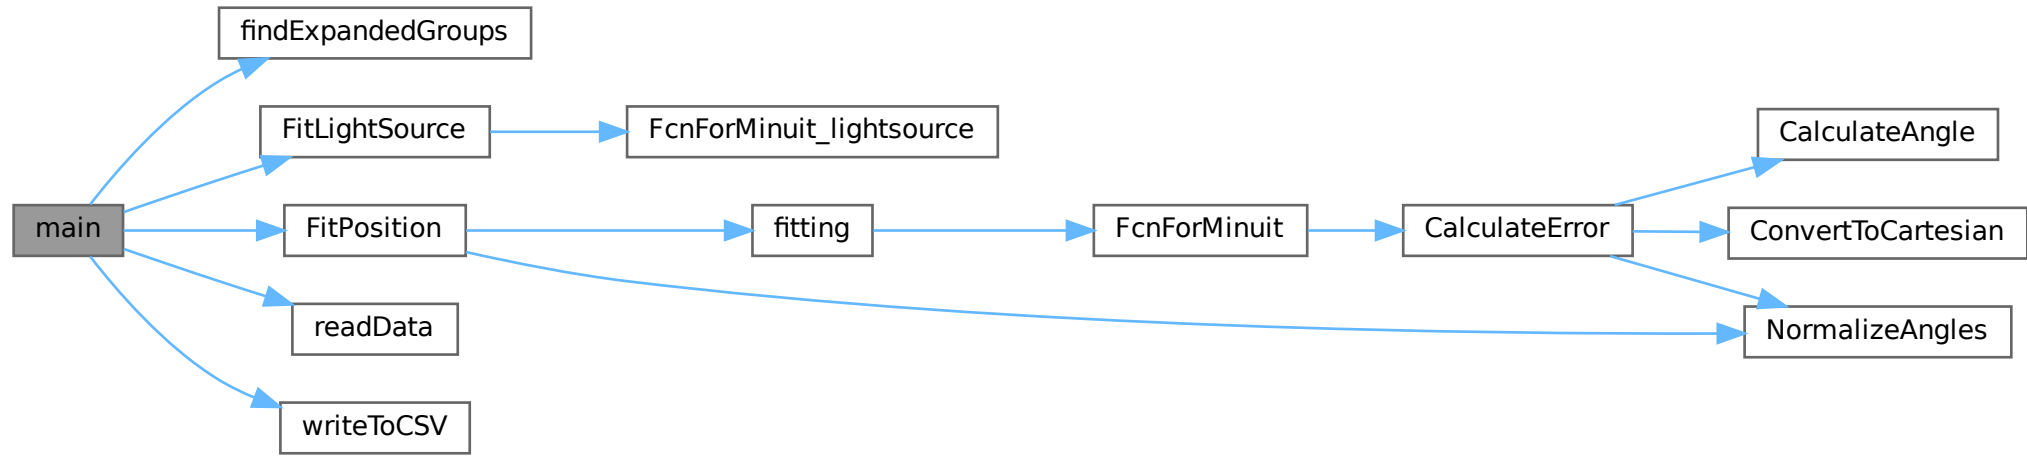 findExpandedGroups
FitLightSource
FcnForMinuit_lightsource
CalculateAngle
main
FitPosition
fitting
FcnForMinuit
CalculateError
ConvertToCartesian
readData
NormalizeAngles
writeToCSV